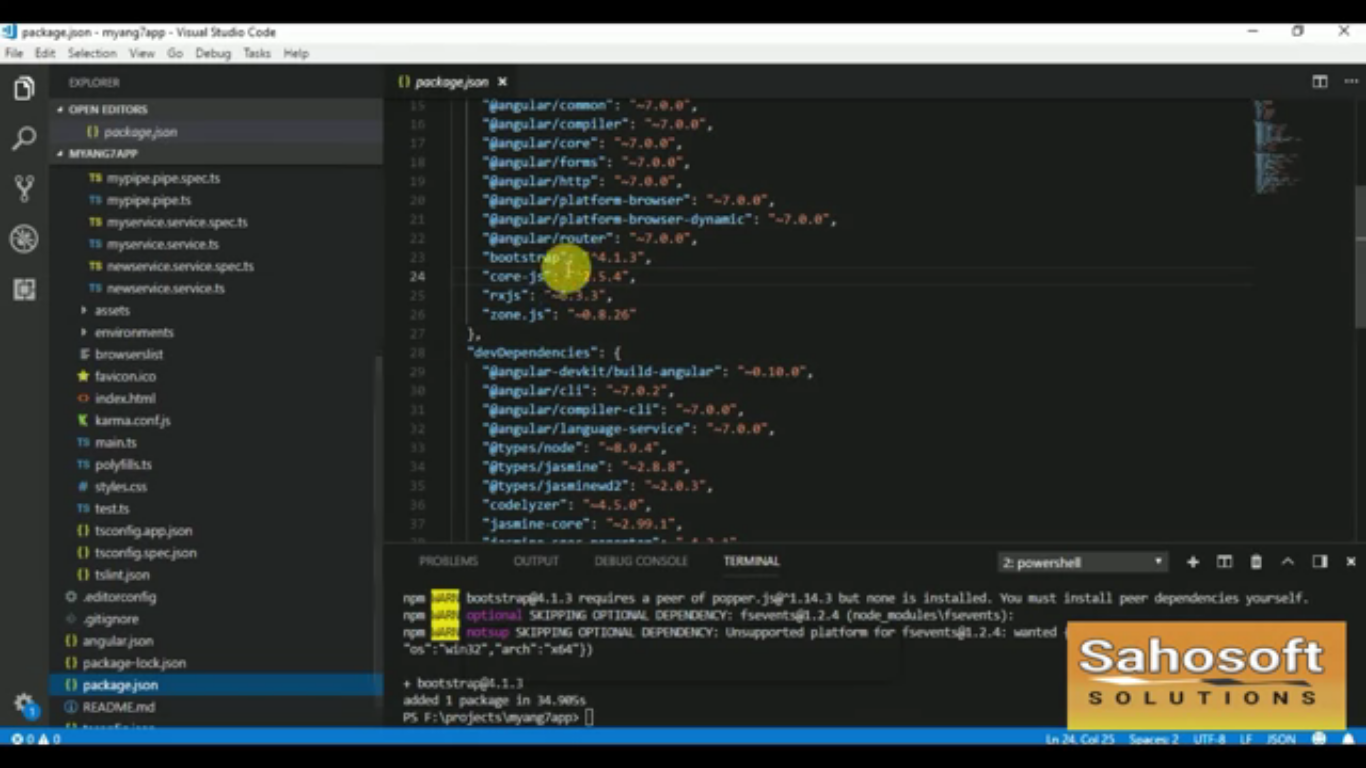 package.json - myang7app - Visual Studio Code
File Edit Selection View Go Debug Tasks Help
EXPLORER
OPEN EDITORS
{} package.json
MYANG7APP
TS mypipe.pipe.spec.ts
TS mypipe.pipe.ts
TS myservice.service.spec.ts
TS myservice.service.ts
TS newservice.service.spec.ts
TS newservice.service.ts
assets
environments
browserslist
favicon.ico
<> index.html
karma.conf.js
TS main.ts
TS polyfills.ts
# styles.css
TS test.ts
{} tsconfig.app.json
{} tsconfig.spec.json
{} tslint.json
.editorconfig
.gitignore
{} angular.json
{} package-lock.json
{} package.json
README.md
{} package.json
15 "@angular/common": "~7.0.0",
16 "@angular/compiler": "~7.0.0",
17 "@angular/core": "~7.0.0",
18 "@angular/forms": "~7.0.0",
19 "@angular/http": "~7.0.0",
20 "@angular/platform-browser": "~7.0.0",
21 "@angular/platform-browser-dynamic": "~7.0.0",
22 "@angular/router": "~7.0.0",
23 "bootstrap": "^4.1.3",
24 "core-js": .5.4",
25 "rxjs": "~6.3.3",
26 "zone.js": "~0.8.26"
27 },
28 "devDependencies": {
29 "@angular-devkit/build-angular": "~0.10.0",
30 "@angular/cli": "~7.0.2",
31 "@angular/compiler-cli": "~7.0.0",
32 "@angular/language-service": "~7.0.0",
33 "@types/node": "~8.9.4",
34 "@types/jasmine": "~2.8.8",
35 "@types/jasminewd2": "~2.0.3",
36 "codelyzer": "~4.5.0",
37 "jasmine-core": "~2.99.1",
PROBLEMS OUTPUT DEBUG CONSOLE TERMINAL 2: powershell
npm WARN bootstrap@4.1.3 requires a peer of popper.js@^1.14.3 but none is installed. You must install peer dependencies yourself.
npm WARN optional SKIPPING OPTIONAL DEPENDENCY: fsevents@1.2.4 (node_modules\fsevents):
npm WARN notsup SKIPPING OPTIONAL DEPENDENCY: Unsupported platform for fsevents@1.2.4: wanted {
"os":"win32","arch":"x64"})
+ bootstrap@4.1.3
added 1 package in 34.905s
PS F:\projects\myang7app>
Sahosoft
SOLUTIONS
1
0 0
Ln 24, Col 25 Spaces: 2 UTF-8 LF JSON